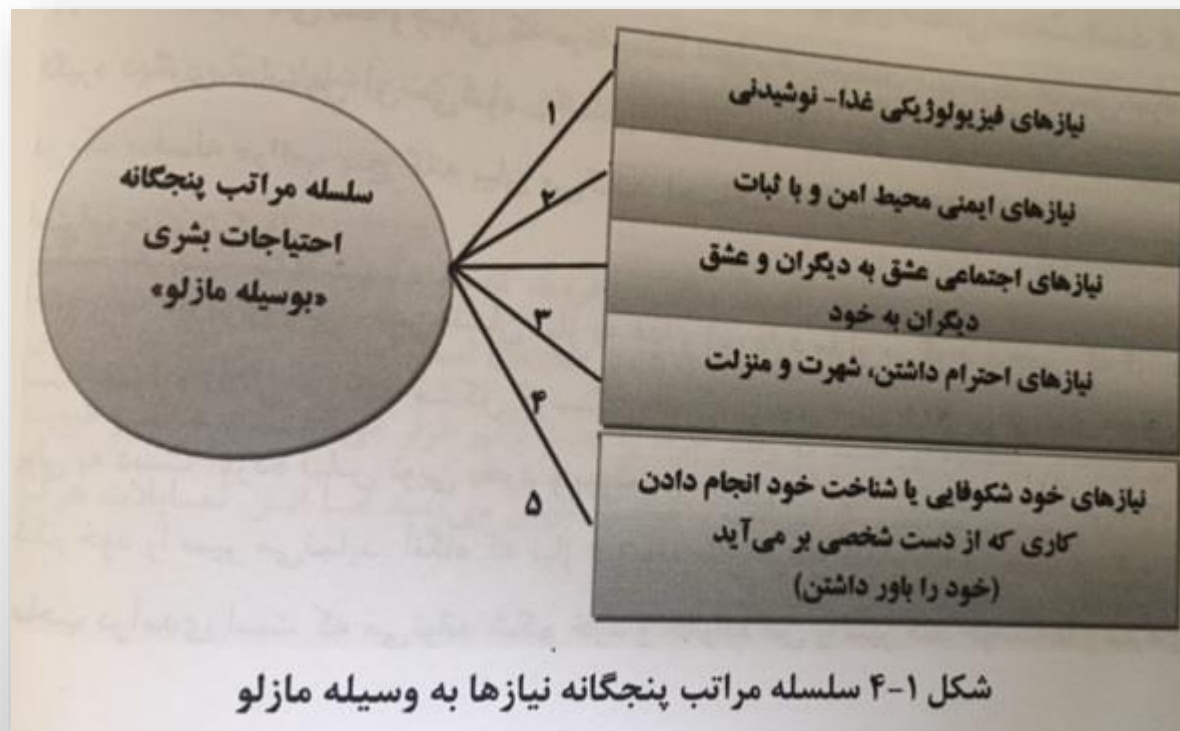 سلسله مراتب پنجگانه
احتیاجات بشری
«بوسیله مازلو»
۱
نیازهای فیزیولوژیکی غذا- نوشیدنی
۲
نیازهای ایمنی محیط امن و با ثبات
نیازهای اجتماعی عشق به دیگران و عشق
دیگران به خود
۳
نیازهای احترام داشتن، شهرت و منزلت
۴
۵
نیازهای خود شکوفایی یا شناخت خود انجام دادن
کاری که از دست شخصی بر می‌آید
(خود را باور داشتن)
شکل ۱-۴ سلسله مراتب پنجگانه نیازها به وسیله مازلو